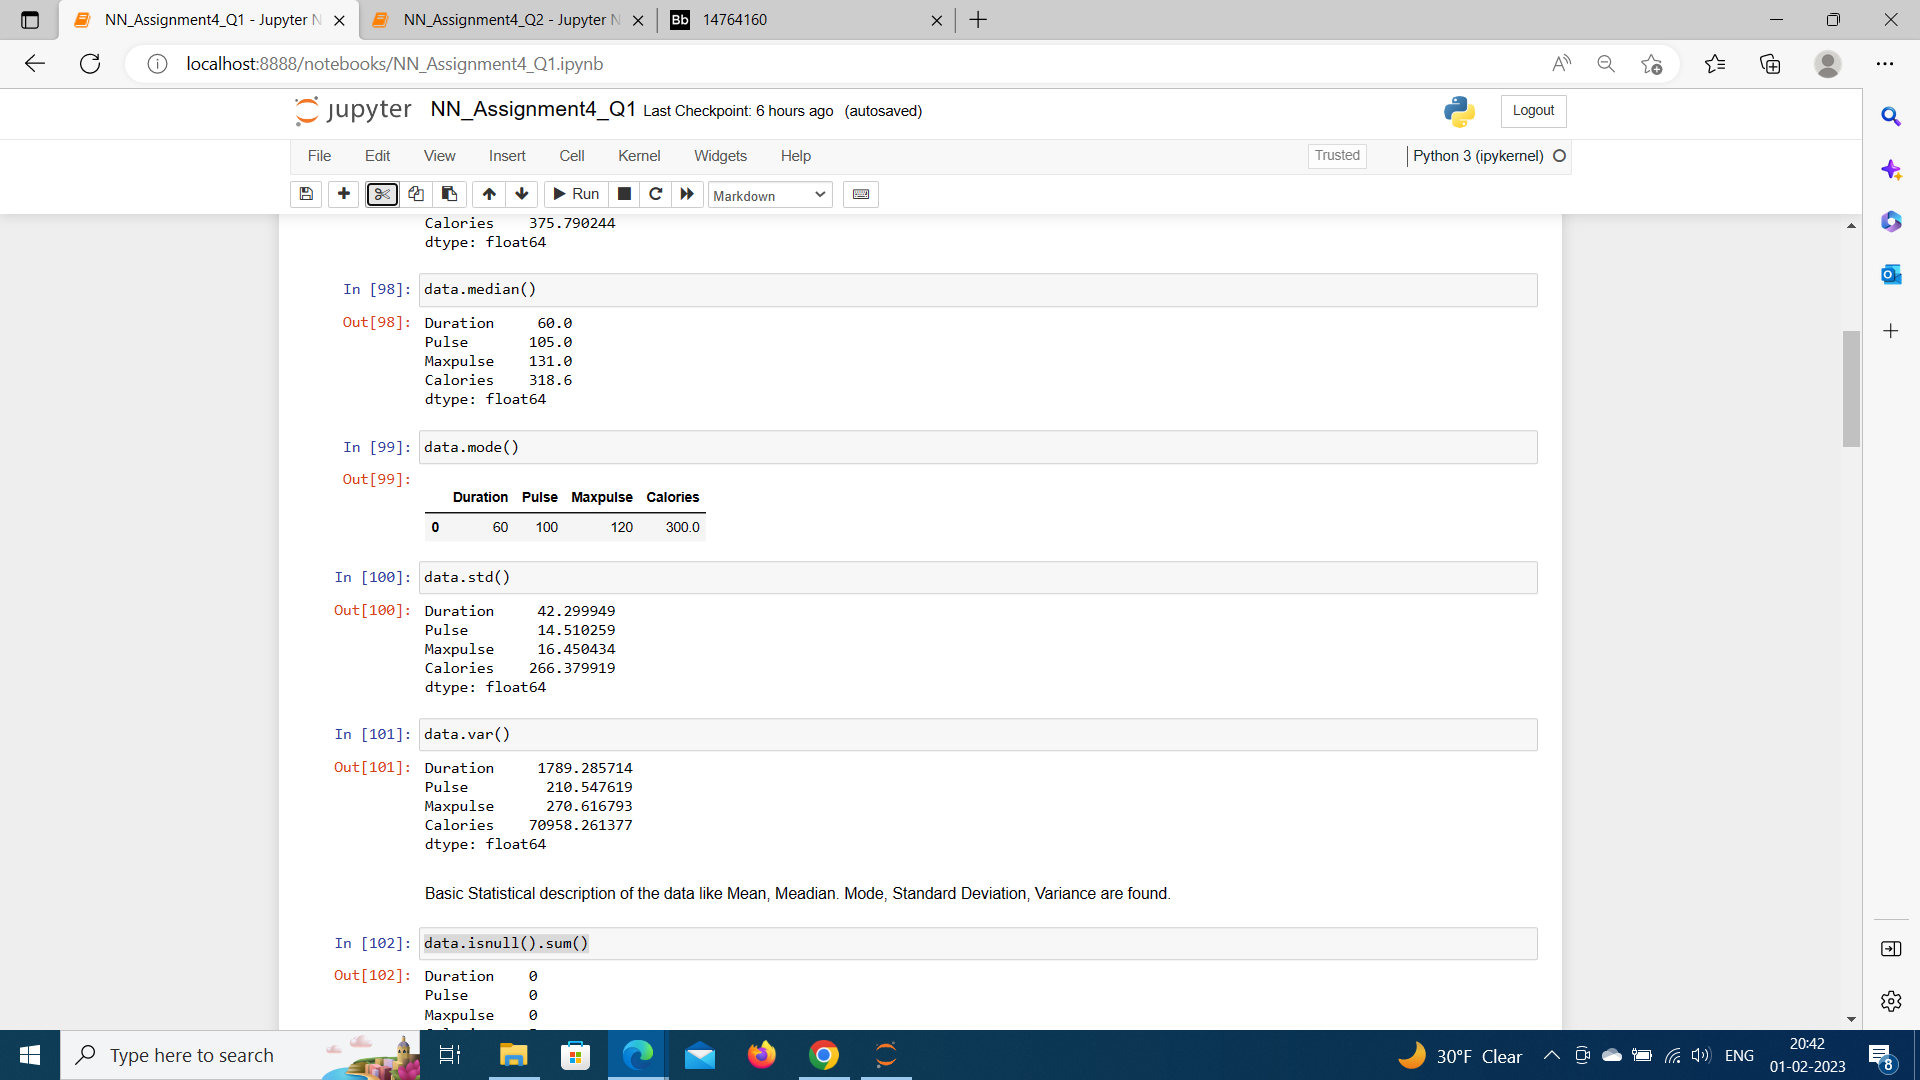 NN_Assignment4_Q1 - Jupyter N
NN_Assignment4_Q2 - Jupyter N
Bb 14764160
localhost:8888/notebooks/NN_Assignment4_Q1.ipynb
jupyter NN_Assignment4_Q1 Last Checkpoint: 6 hours ago (autosaved)
Logout
File Edit View Insert Cell Kernel Widgets Help
Trusted
Python 3 (ipykernel)
Run
Markdown
Calories 375.790244
dtype: float64
In [98]: data.median()
Out[98]: Duration 60.0
Pulse 105.0
Maxpulse 131.0
Calories 318.6
dtype: float64
In [99]: data.mode()
Out[99]:
Duration Pulse Maxpulse Calories
0 60 100 120 300.0
In [100]: data.std()
Out[100]: Duration 42.299949
Pulse 14.510259
Maxpulse 16.450434
Calories 266.379919
dtype: float64
In [101]: data.var()
Out[101]: Duration 1789.285714
Pulse 210.547619
Maxpulse 270.616793
Calories 70958.261377
dtype: float64
Basic Statistical description of the data like Mean, Meadian. Mode, Standard Deviation, Variance are found.
In [102]: data.isnull().sum()
Out[102]: Duration 0
Pulse 0
Maxpulse 0
Type here to search
30°F Clear
ENG
20:42
01-02-2023
8